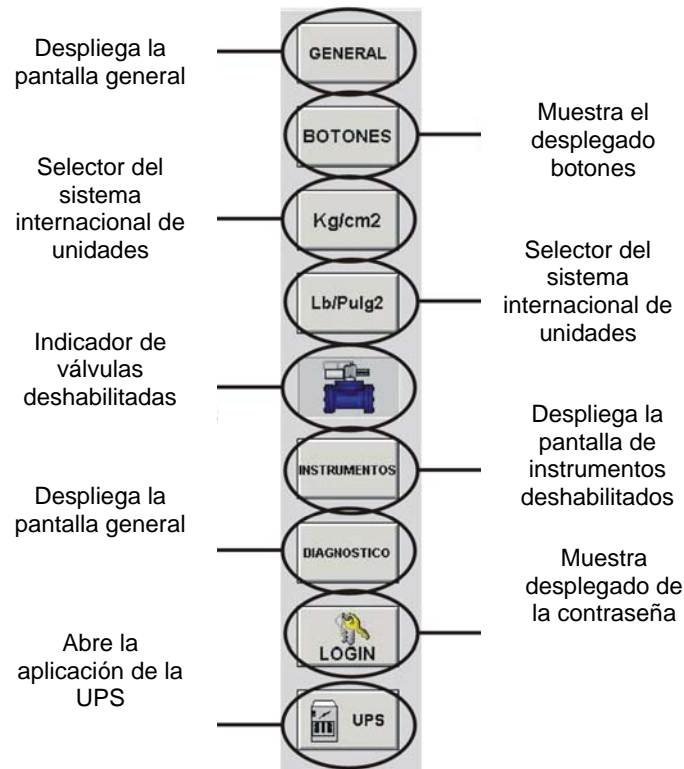 Despliega la
pantalla general
GENERAL
BOTONES
Muestra el
desplegado
botones
Selector del
sistema
internacional de
unidades
Kg/cm2
Lb/Pulg2
Selector del
sistema
internacional de
unidades
Indicador de
válvulas
deshabilitadas
INSTRUMENTOS
Despliega la
pantalla de
instrumentos
deshabilitados
Despliega la
pantalla general
DIAGNOSTICO
LOGIN
Muestra
desplegado de
la contraseña
Abre la
aplicación de la
UPS
UPS